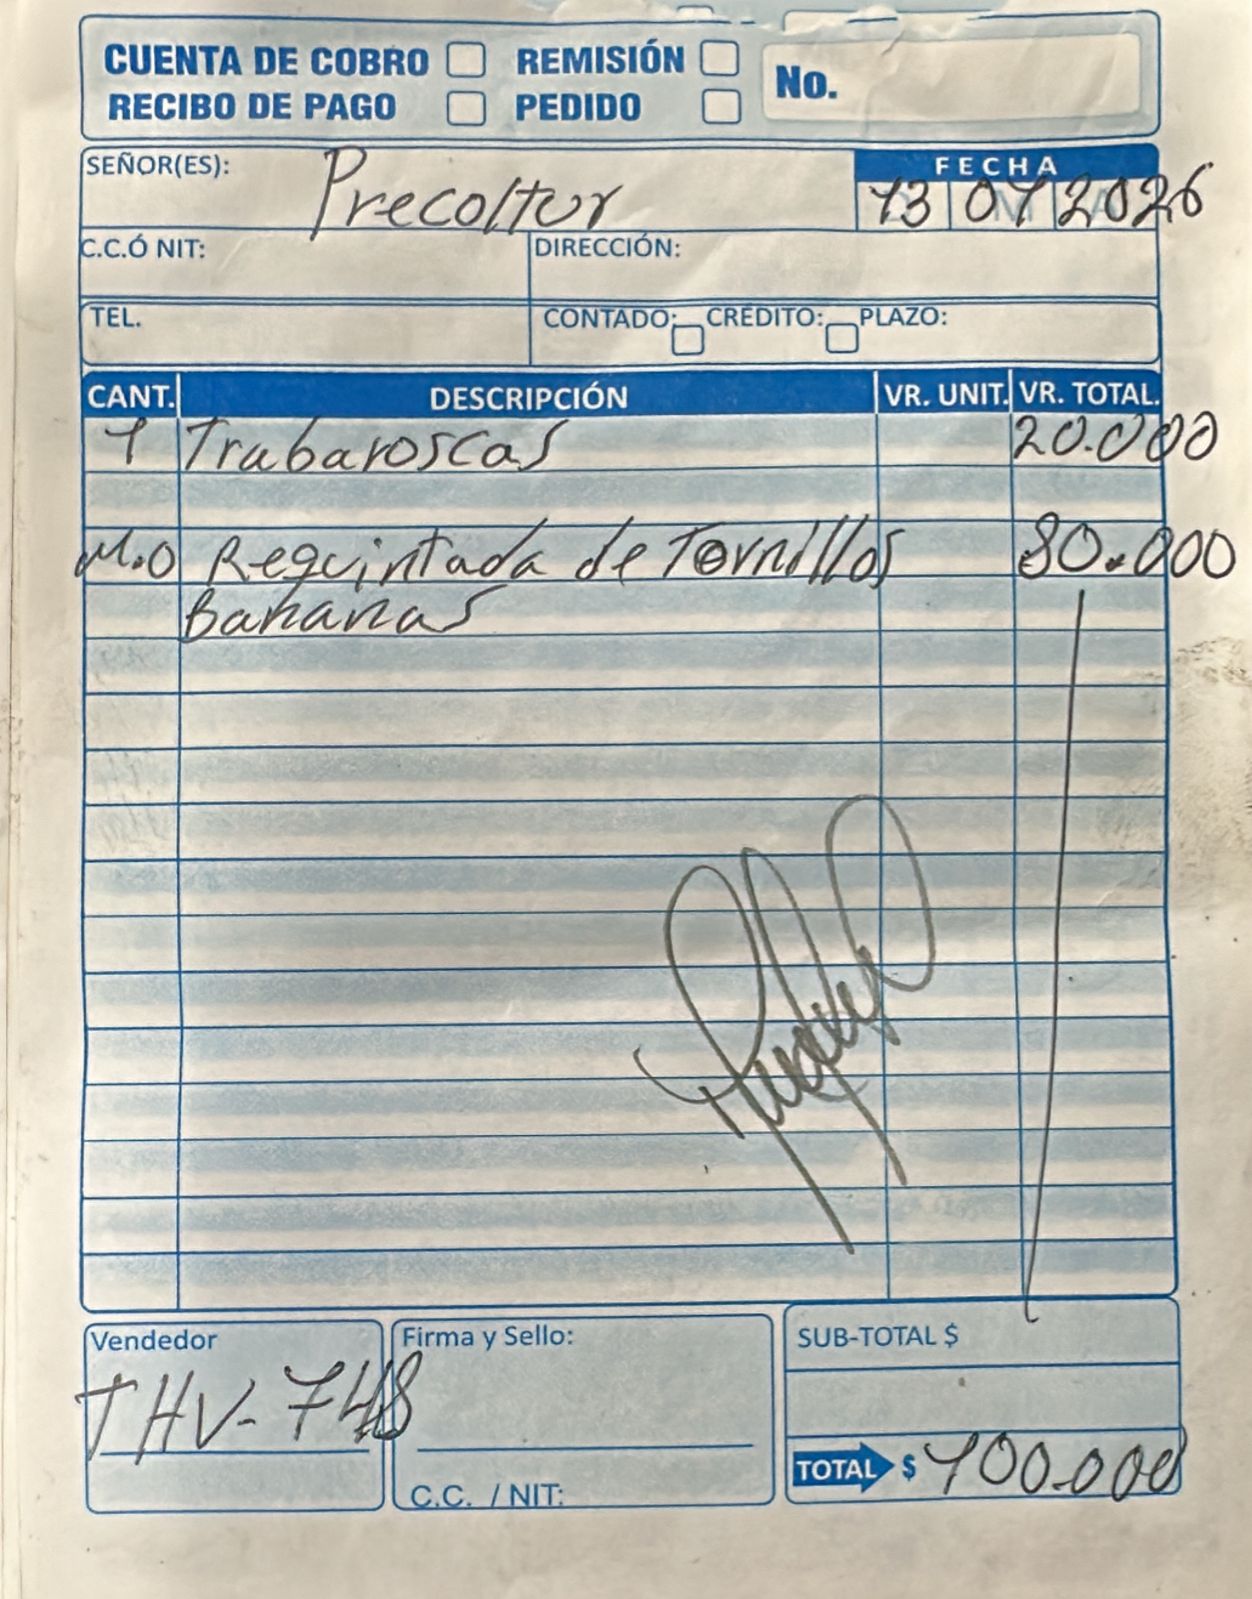 CUENTA DE COBRO REMISIÓN No.
RECIBO DE PAGO PEDIDO
SEÑOR(ES): Precoltur FECHA
13 01 2026
C.C.Ó NIT: DIRECCIÓN:
TEL. CONTADO: CRÉDITO: PLAZO:
CANT. DESCRIPCIÓN VR. UNIT. VR. TOTAL.
1 Trabaroscas 20.000
M.O Requintada de Tornillos 80.000
Bananas
Vendedor Firma y Sello: SUB-TOTAL $
THV-748
TOTAL $ 100.000
C.C. / NIT: